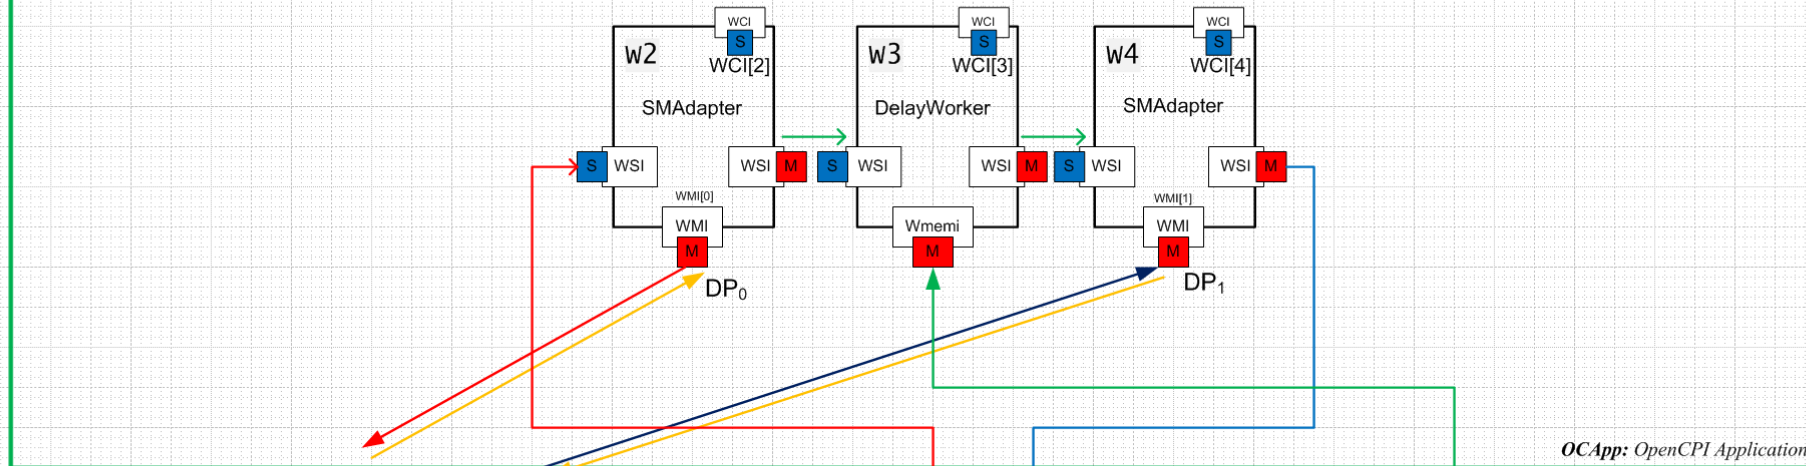 WCI
S
W2
WCI[2]
SMAdapter
S
WSI
WSI
M
WMI[0]
WMI
M
DP0
WCI
S
W3
WCI[3]
DelayWorker
S
WSI
WSI
M
Wmemi
M
WCI
S
W4
WCI[4]
SMAdapter
S
WSI
WSI
M
WMI[1]
WMI
M
DP1
OCApp: OpenCPI Application